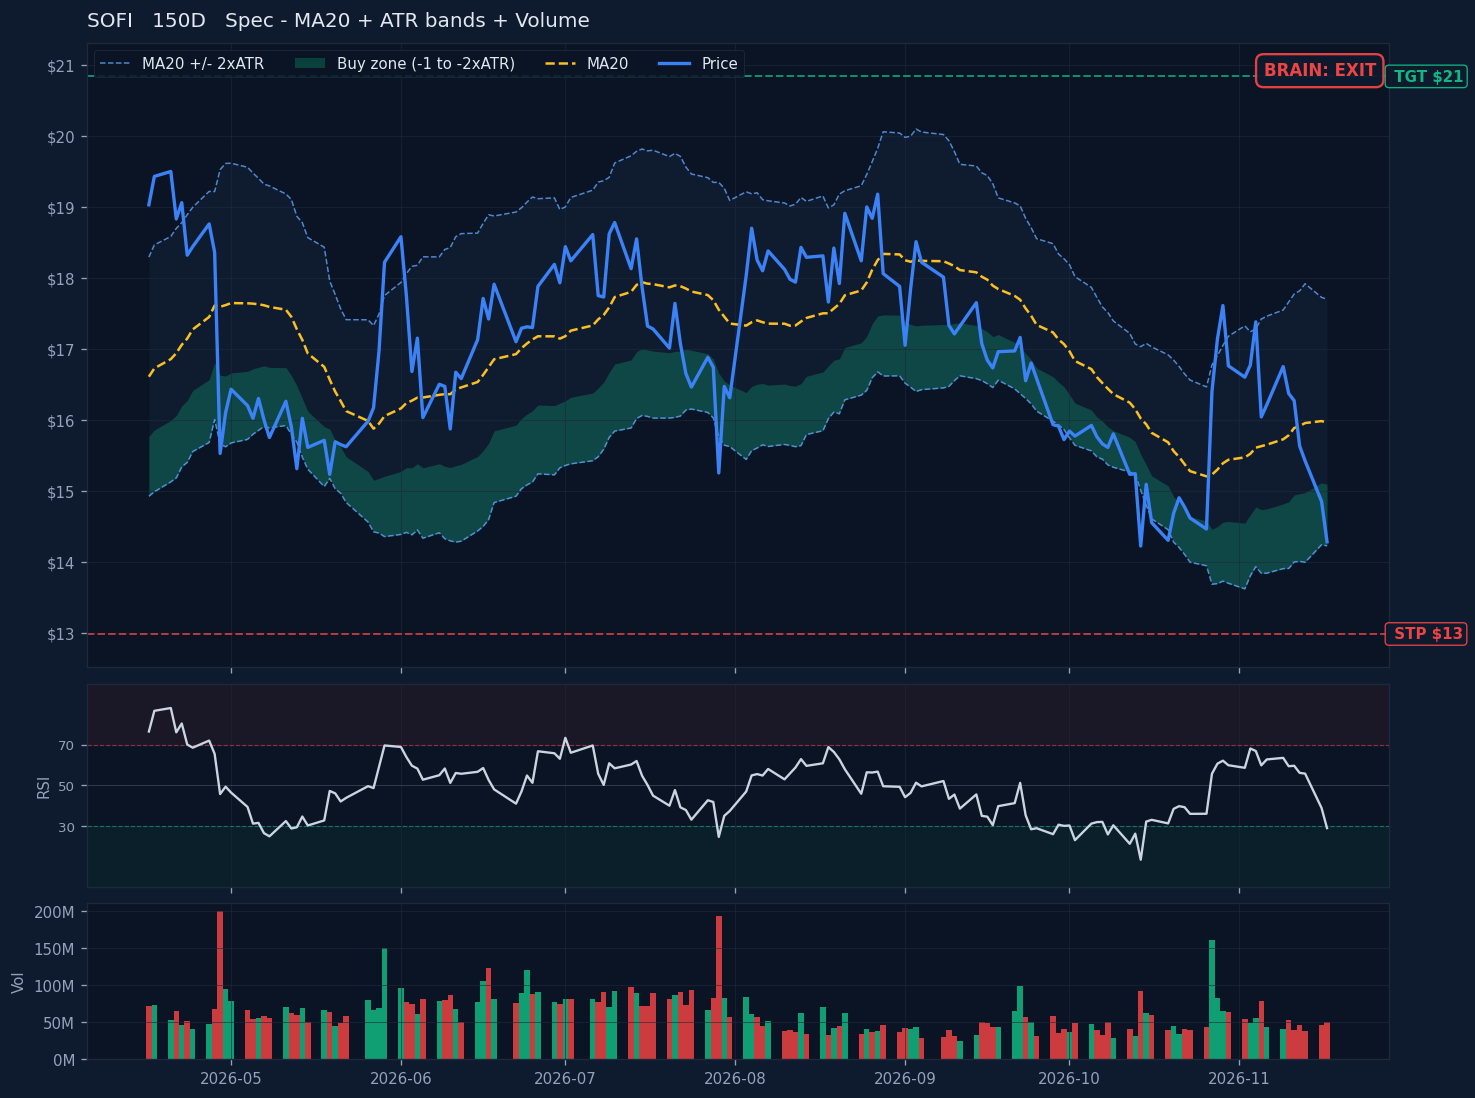 SOFI   150D   Spec - MA20 + ATR bands + Volume
MA20 +/- 2xATR   Buy zone (-1 to -2xATR)   MA20   Price
BRAIN: EXIT
TGT $21
$21
$20
$19
$18
$17
$16
$15
$14
$13
STP $13
RSI
70
50
30
Vol
200M
150M
100M
50M
0M
2026-05   2026-06   2026-07   2026-08   2026-09   2026-10   2026-11